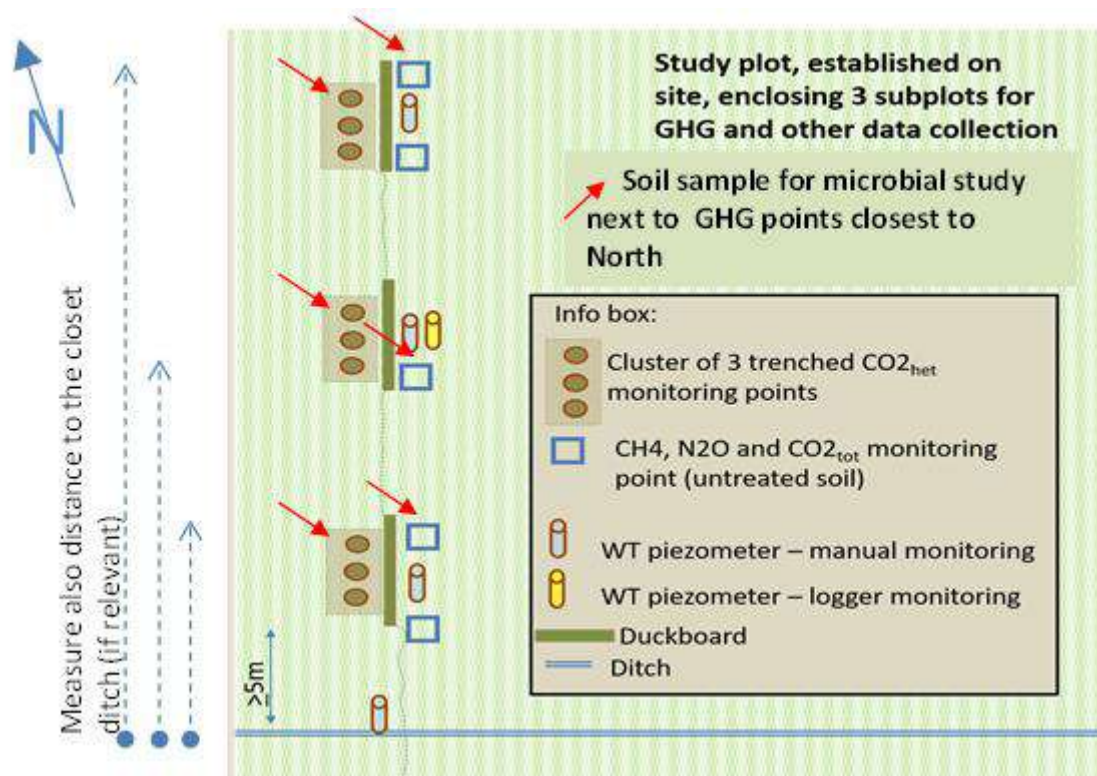 N
Measure also distance to the closet
ditch (if relevant)
Study plot, established on
site, enclosing 3 subplots for
GHG and other data collection
Soil sample for microbial study
next to GHG points closest to
North
Info box:
Cluster of 3 trenched CO2het
monitoring points
CH4, N2O and CO2tot monitoring
point (untreated soil)
WT piezometer – manual monitoring
WT piezometer – logger monitoring
Duckboard
Ditch
>5m